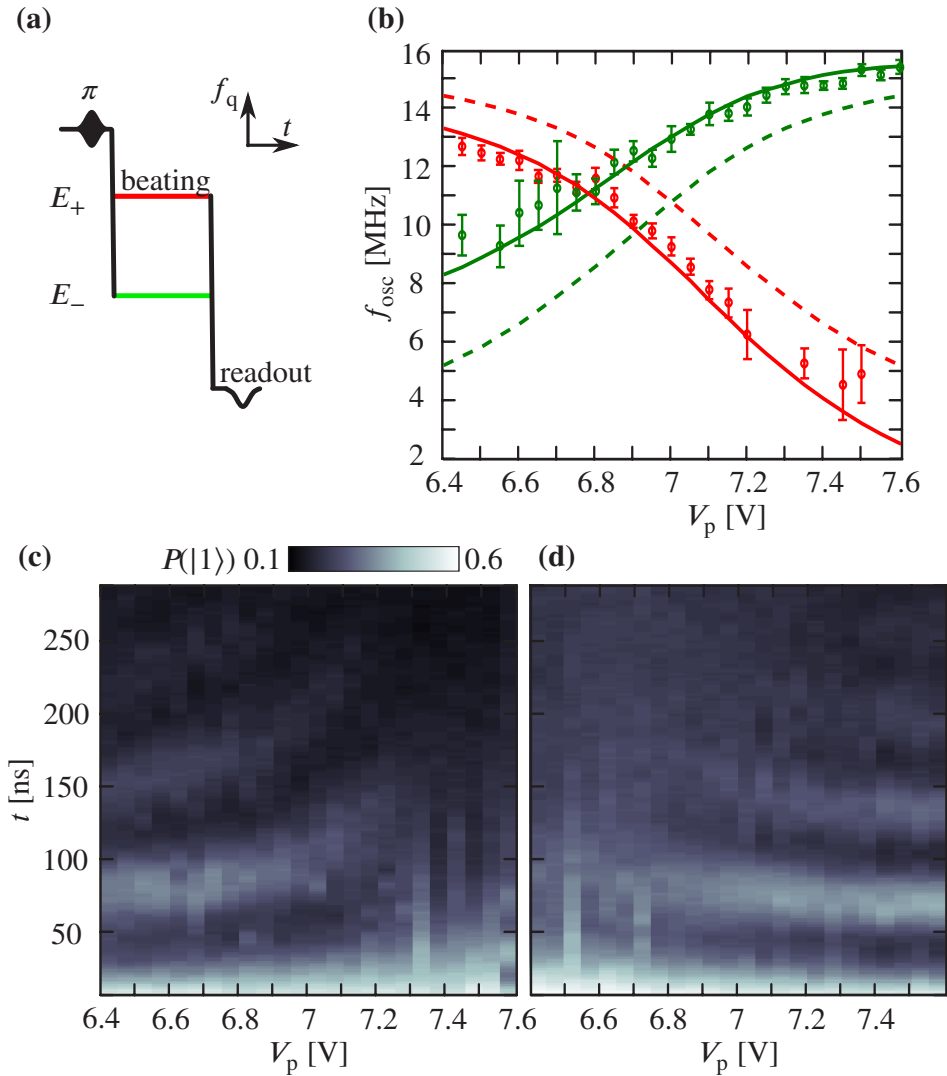 (a)
π
f_q
t
beating
E_+
E_−
readout
(b)
16
14
12
10
8
6
4
2
f_osc [MHz]
6.4 6.6 6.8 7 7.2 7.4 7.6
V_p [V]
(c) P(|1⟩) 0.1 0.6 (d)
250
200
150
100
50
t [ns]
6.4 6.6 6.8 7 7.2 7.4 7.6 6.6 6.8 7 7.2 7.4
V_p [V] V_p [V]